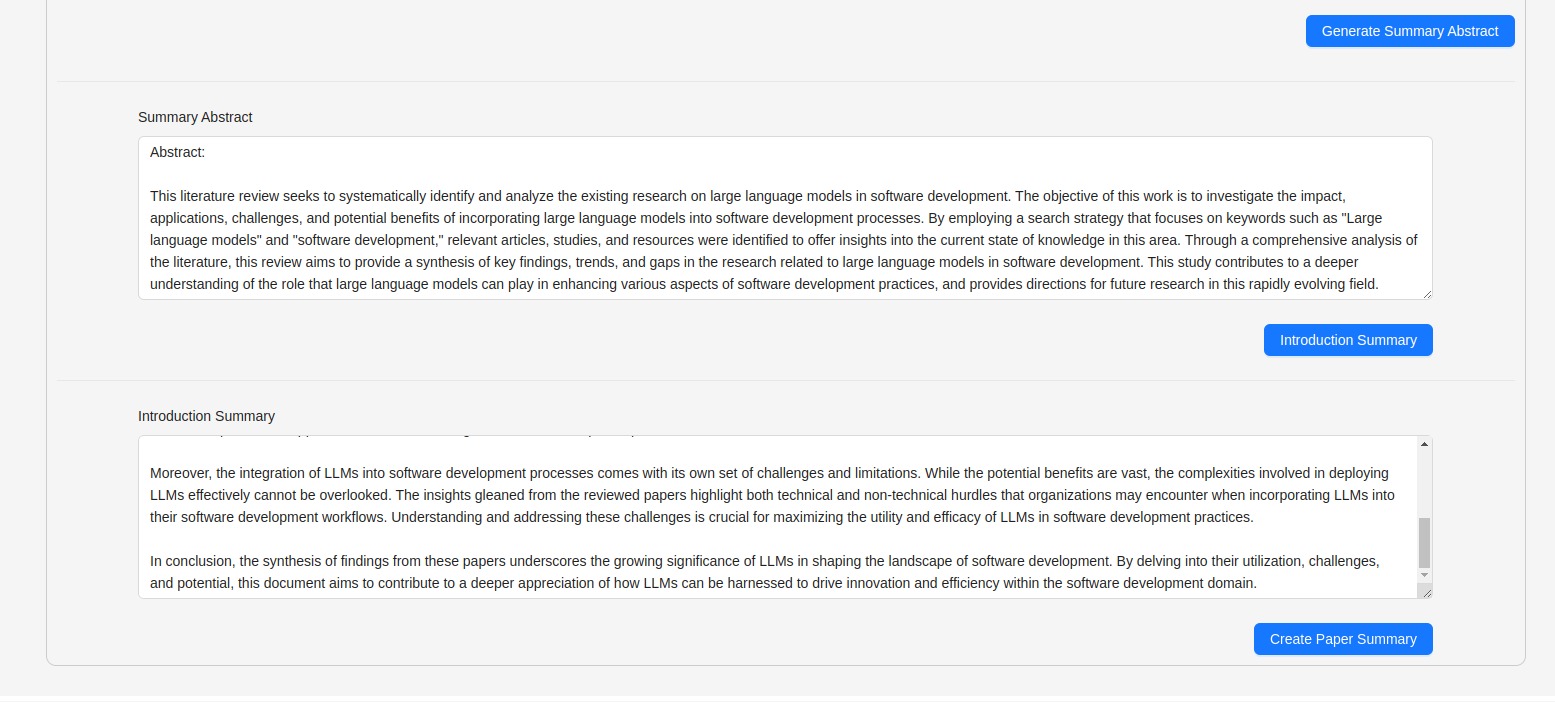 Generate Summary Abstract
Summary Abstract
Abstract:
This literature review seeks to systematically identify and analyze the existing research on large language models in software development. The objective of this work is to investigate the impact,
applications, challenges, and potential benefits of incorporating large language models into software development processes. By employing a search strategy that focuses on keywords such as "Large
language models" and "software development," relevant articles, studies, and resources were identified to offer insights into the current state of knowledge in this area. Through a comprehensive analysis of
the literature, this review aims to provide a synthesis of key findings, trends, and gaps in the research related to large language models in software development. This study contributes to a deeper
understanding of the role that large language models can play in enhancing various aspects of software development practices, and provides directions for future research in this rapidly evolving field.
Introduction Summary
Introduction Summary
Moreover, the integration of LLMs into software development processes comes with its own set of challenges and limitations. While the potential benefits are vast, the complexities involved in deploying
LLMs effectively cannot be overlooked. The insights gleaned from the reviewed papers highlight both technical and non-technical hurdles that organizations may encounter when incorporating LLMs into
their software development workflows. Understanding and addressing these challenges is crucial for maximizing the utility and efficacy of LLMs in software development practices.
In conclusion, the synthesis of findings from these papers underscores the growing significance of LLMs in shaping the landscape of software development. By delving into their utilization, challenges,
and potential, this document aims to contribute to a deeper appreciation of how LLMs can be harnessed to drive innovation and efficiency within the software development domain.
Create Paper Summary